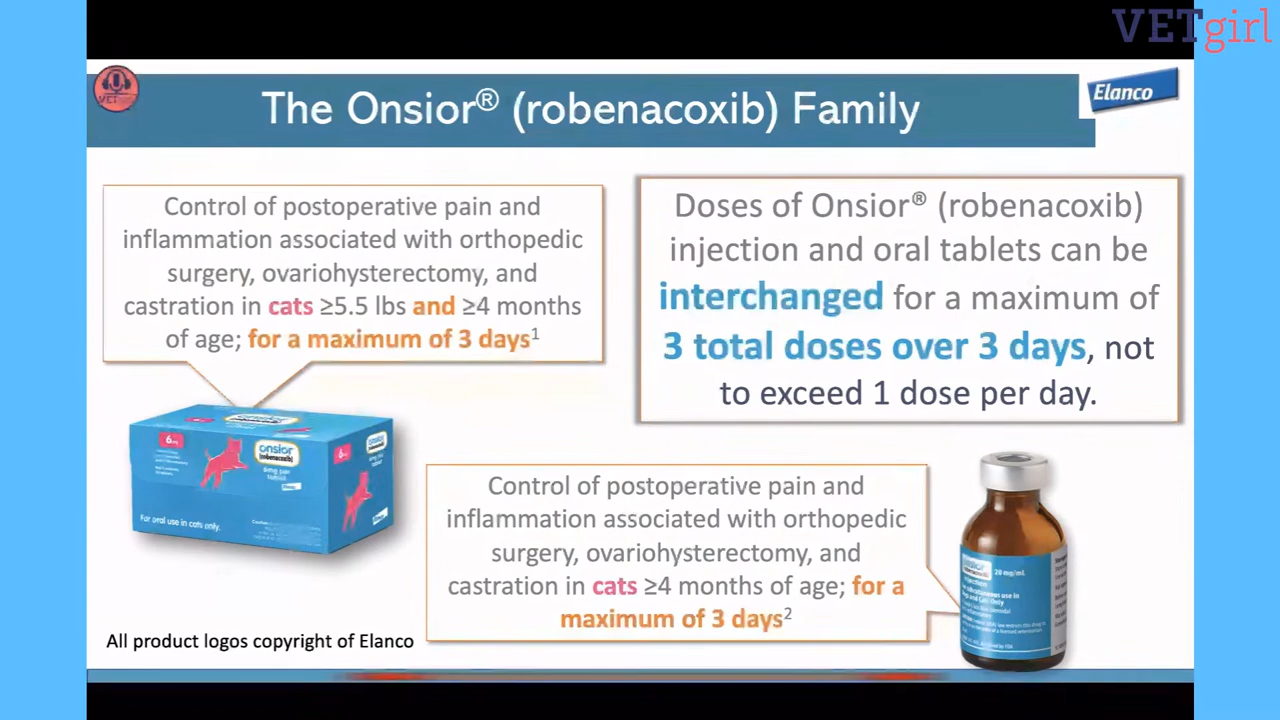 VETgirl
The Onsior® (robenacoxib) Family
Elanco
Control of postoperative pain and
inflammation associated with orthopedic
surgery, ovariohysterectomy, and
castration in cats ≥5.5 lbs and ≥4 months
of age; for a maximum of 3 days¹
Doses of Onsior® (robenacoxib)
injection and oral tablets can be
interchanged for a maximum of
3 total doses over 3 days, not
to exceed 1 dose per day.
6mg
onsior
(robenacoxib)
For oral use in cats only.
Control of postoperative pain and
inflammation associated with orthopedic
surgery, ovariohysterectomy, and
castration in cats ≥4 months of age; for a
maximum of 3 days²
onsior
20 mg/mL
injection
All product logos copyright of Elanco